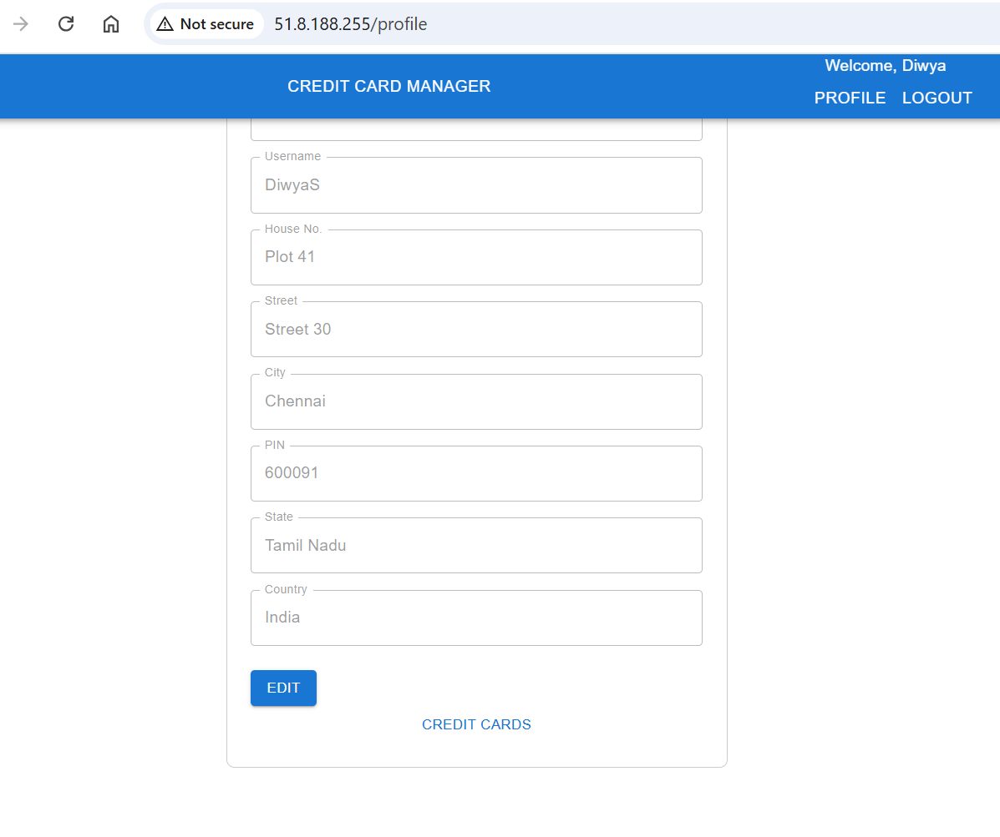 Not secure 51.8.188.255/profile
Welcome, Diwya
CREDIT CARD MANAGER
PROFILE LOGOUT
Username
DiwyaS
House No.
Plot 41
Street
Street 30
City
Chennai
PIN
600091
State
Tamil Nadu
Country
India
EDIT
CREDIT CARDS